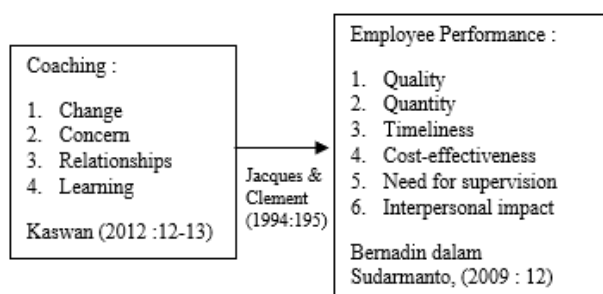 Coaching :
1. Change
2. Concern
3. Relationships
4. Learning
Kaswan (2012 :12-13)
Jacques &
Clement
(1994:195)
Employee Performance :
1. Quality
2. Quantity
3. Timeliness
4. Cost-effectiveness
5. Need for supervision
6. Interpersonal impact
Bernadin dalam
Sudarmanto, (2009 : 12)